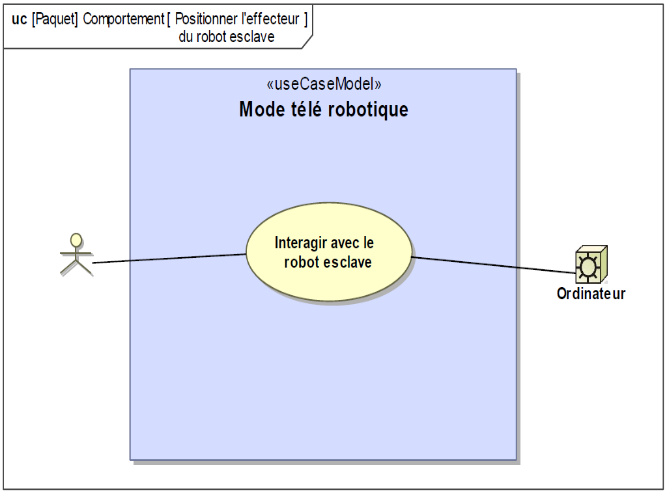 uc [Paquet] Comportement [ Positionner l'effecteur ]
du robot esclave
«useCaseModel»
Mode télé robotique
Interagir avec le
robot esclave
Ordinateur